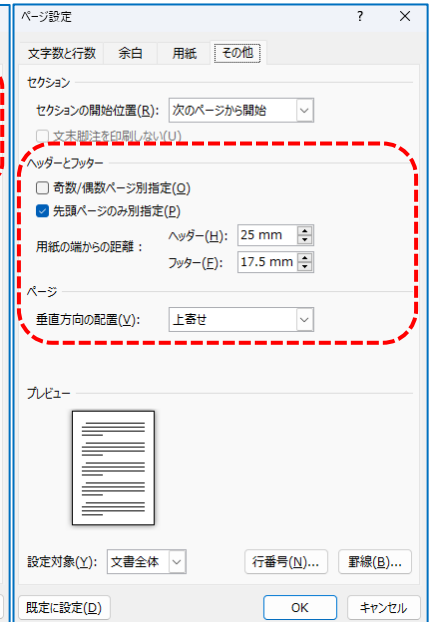 ページ設定 ? ×
文字数と行数 余白 用紙 その他
セクション
セクションの開始位置(R): 次のページから開始
文末脚注を印刷しない(U)
ヘッダーとフッター
奇数/偶数ページ別指定(O)
先頭ページのみ別指定(P)
用紙の端からの距離: ヘッダー(H): 25 mm
フッター(F): 17.5 mm
ページ
垂直方向の配置(V): 上寄せ
プレビュー
設定対象(Y): 文書全体 行番号(N)... 罫線(B)...
既定に設定(D) OK キャンセル